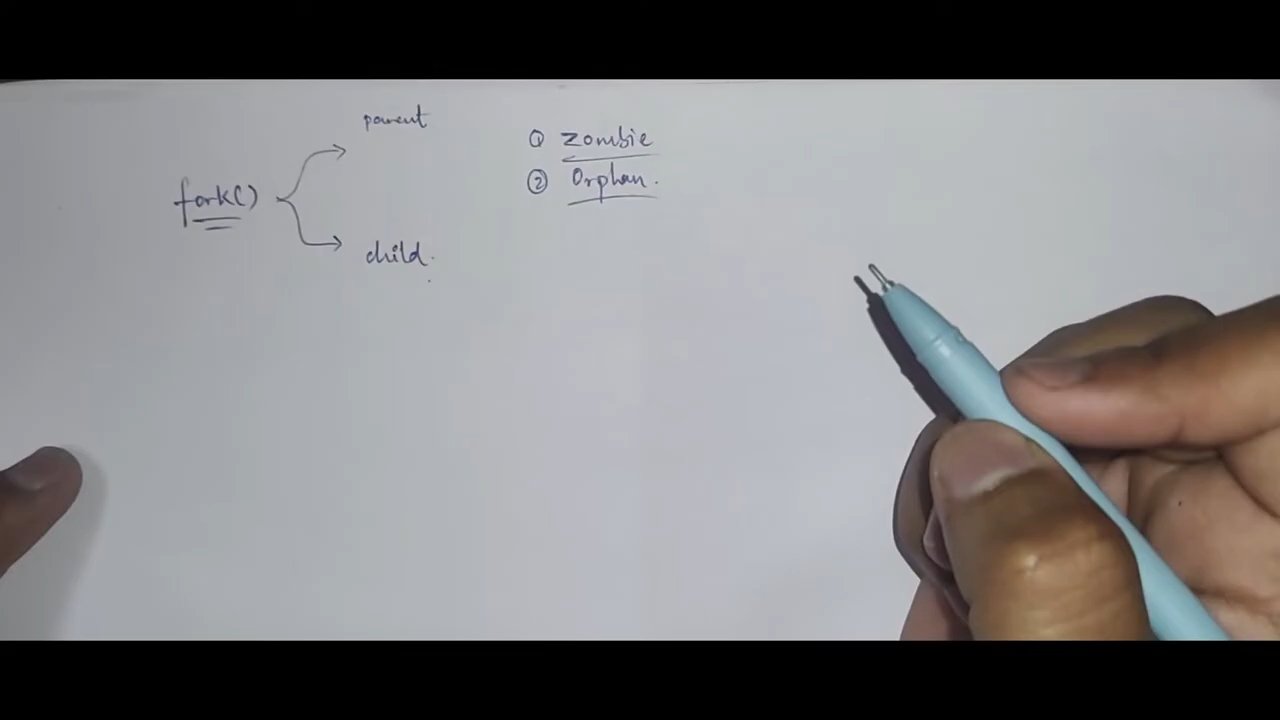 parent
fork()
child.
① Zombie
② Orphan.